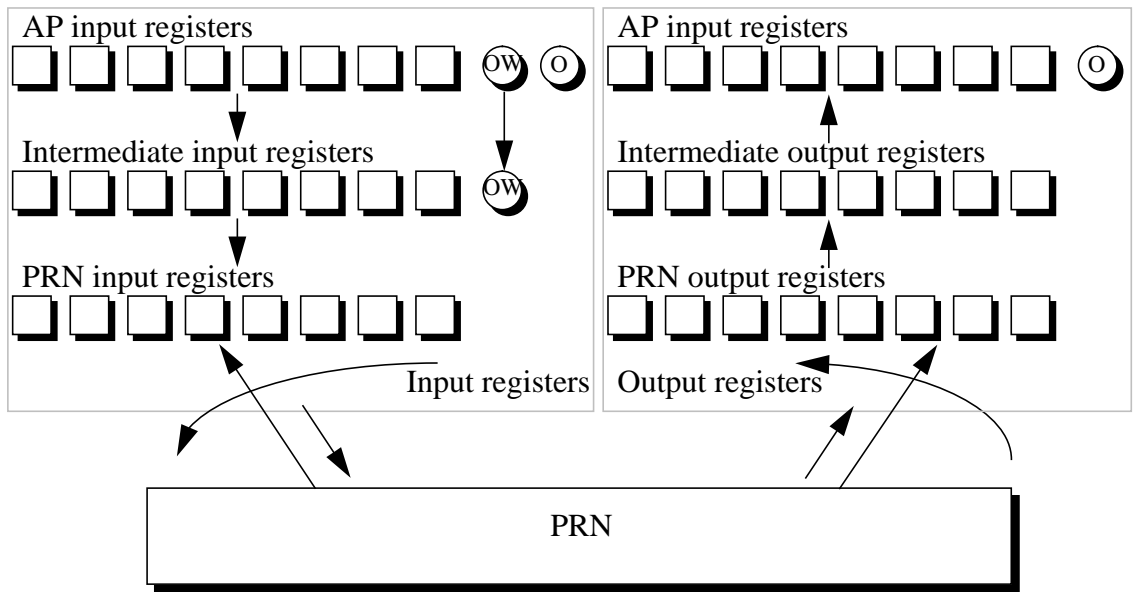 AP input registers
OW O
Intermediate input registers
OW
PRN input registers
Input registers
AP input registers
O
Intermediate output registers
PRN output registers
Output registers
PRN